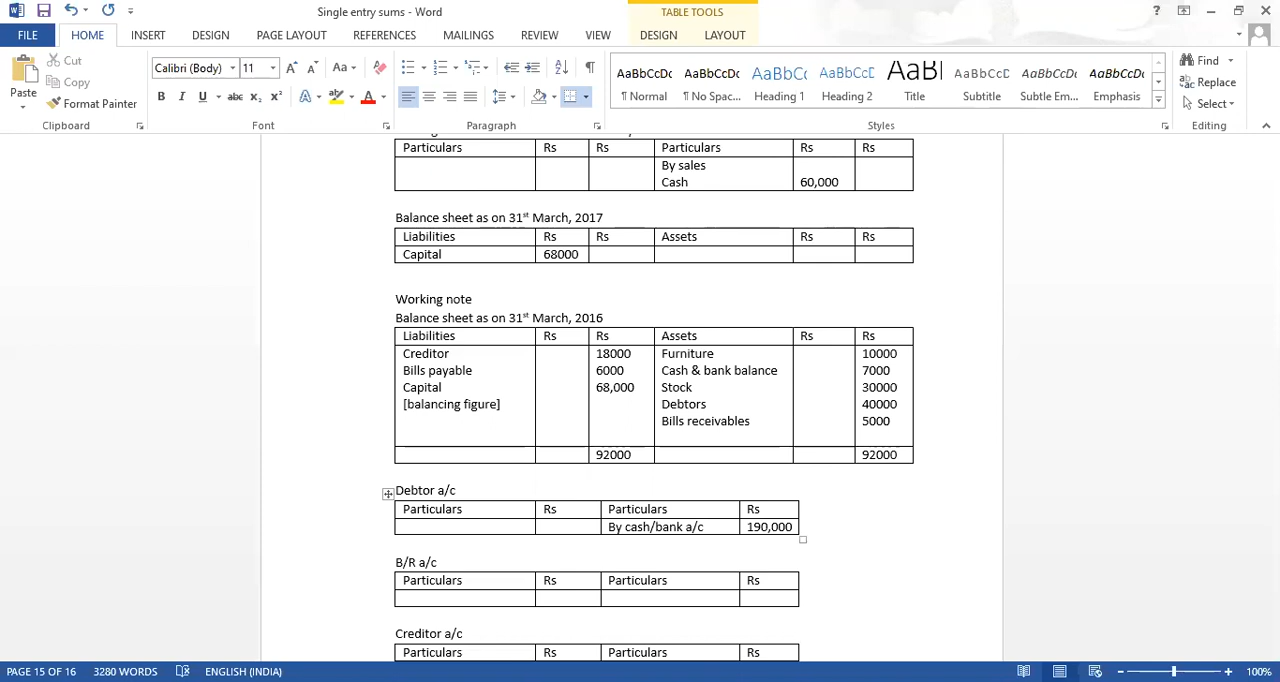 Single entry sums - Word
TABLE TOOLS
FILE HOME INSERT DESIGN PAGE LAYOUT REFERENCES MAILINGS REVIEW VIEW DESIGN LAYOUT
Paste
Cut
Copy
Format Painter
Clipboard
Calibri (Body) 11
Font
Paragraph
AaBbCcDc AaBbCcDc AaBbCc AaBbCcD AaB AaBbCcD AaBbCcDc AaBbCcDc
¶ Normal ¶ No Spac... Heading 1 Heading 2 Title Subtitle Subtle Em... Emphasis
Styles
Find
Replace
Select
Editing
Particulars Rs Rs Particulars Rs Rs
By sales
Cash 60,000
Balance sheet as on 31st March, 2017
Liabilities Rs Rs Assets Rs Rs
Capital 68000
Working note
Balance sheet as on 31st March, 2016
Liabilities Rs Rs Assets Rs Rs
Creditor 18000 Furniture 10000
Bills payable 6000 Cash & bank balance 7000
Capital 68,000 Stock 30000
[balancing figure] Debtors 40000
Bills receivables 5000
92000 92000
Debtor a/c
Particulars Rs Particulars Rs
By cash/bank a/c 190,000
B/R a/c
Particulars Rs Particulars Rs
Creditor a/c
Particulars Rs Particulars Rs
PAGE 15 OF 16 3280 WORDS ENGLISH (INDIA) 100%